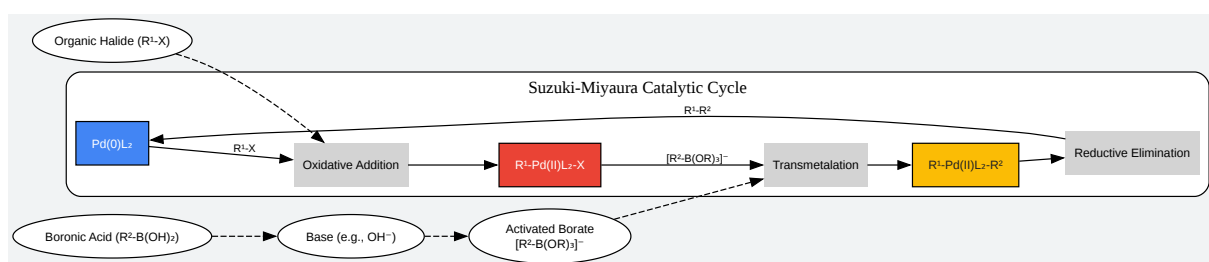 Organic Halide (R¹-X)
Suzuki-Miyaura Catalytic Cycle
R¹-R²
Pd(0)L₂
R¹-X
Oxidative Addition
R¹-Pd(II)L₂-X
[R²-B(OR)₃]⁻
Transmetalation
R¹-Pd(II)L₂-R²
Reductive Elimination
Boronic Acid (R²-B(OH)₂)
Base (e.g., OH⁻)
Activated Borate
[R²-B(OR)₃]⁻